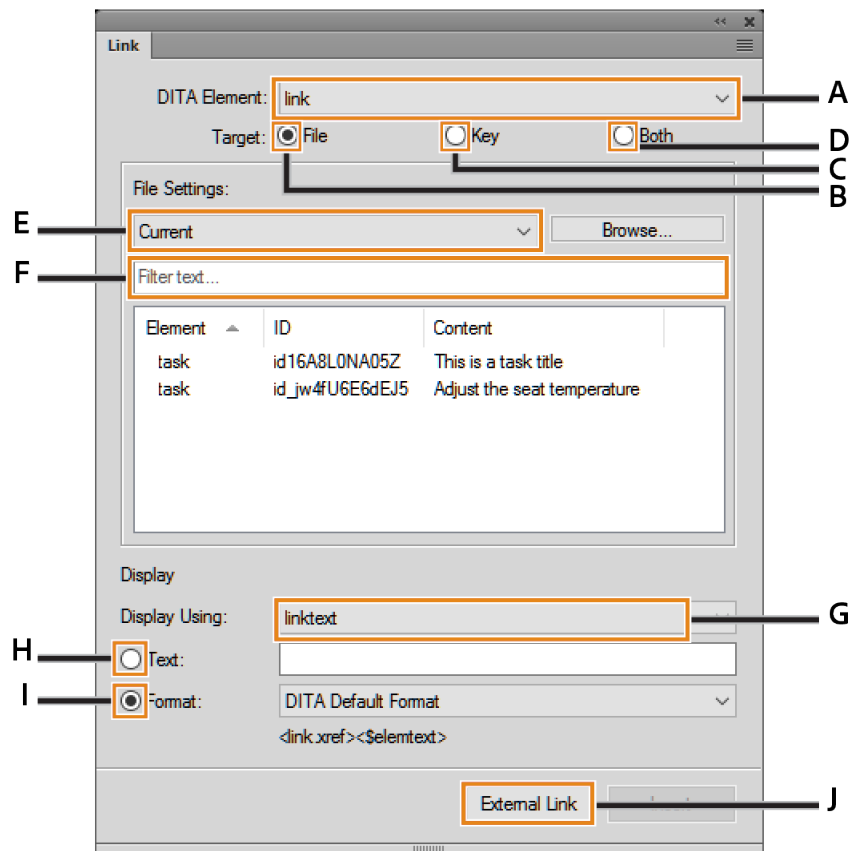 Link
DITA Element: link A
Target: File Key Both D
C
B
File Settings:
E Current Browse...
F Filter text...
Element ID Content
task id16A8L0NA05Z This is a task title
task id_jw4fU6E6dEJ5 Adjust the seat temperature
Display
Display Using: linktext G
H Text:
I Format: DITA Default Format
<link.xref><$elemtext>
External Link J